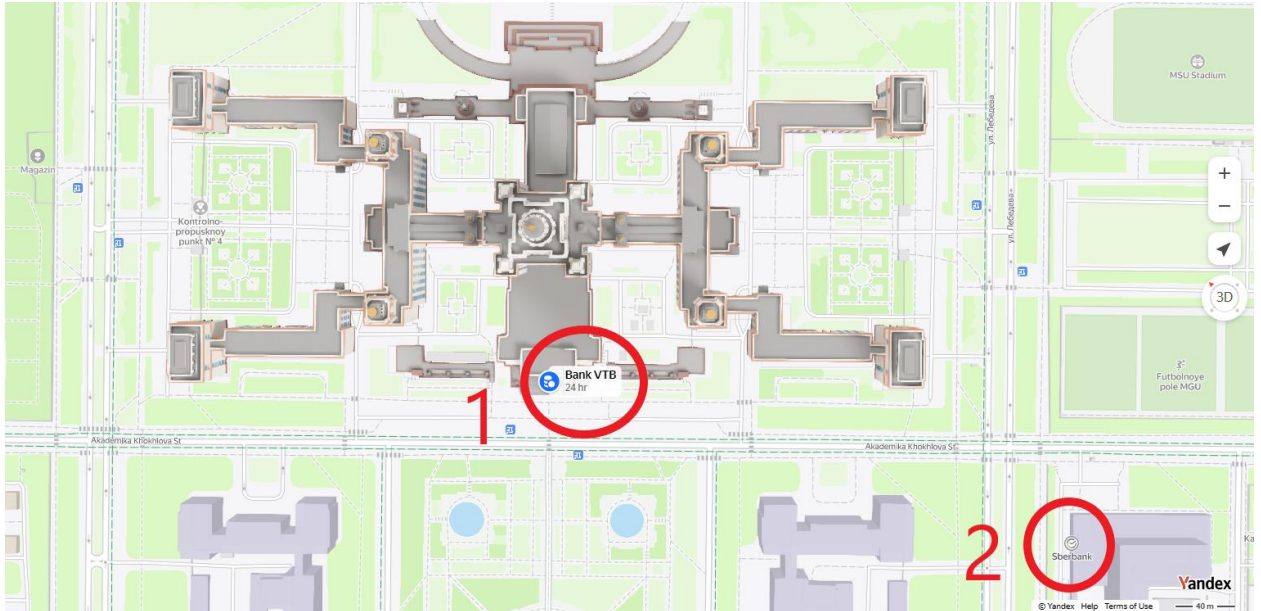 MSU Stadium
ул. Лебедева
Magazin
+
−
Kontrolno-
propusknoy
punkt № 4
ул. Лебедева
3D
Bank VTB
24 hr
1
Futbolnoye
pole MGU
Akademika Khokhlova St
Akademika Khokhlova St
2
Sberbank
Ka
Yandex
© Yandex Help Terms of Use 40 m